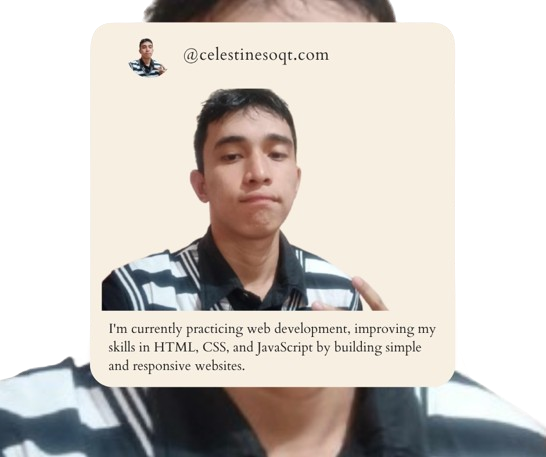 @celestinesoqt.com
I'm currently practicing web development, improving my
skills in HTML, CSS, and JavaScript by building simple
and responsive websites.